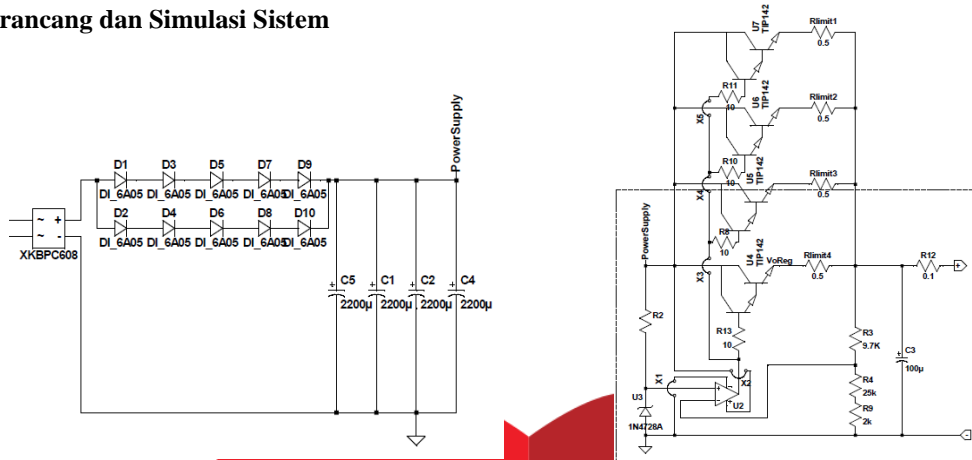 rancang dan Simulasi Sistem
PowerSupply
D1 D3 D5 D7 D9
DI_6A05 DI_6A05 DI_6A05 DI_6A05 DI_6A05
D2 D4 D6 D8 D10
DI_6A05 DI_6A05 DI_6A05 DI_6A05 DI_6A05
~ +
~ -
XKBPC608
C5 C1 C2 C4
2200µ 2200µ 2200µ 2200µ
U7
TIP142
Rlimit1
0.5
R11
10
X5
U6
TIP142
Rlimit2
0.5
R10
10
X4
U5
TIP142
Rlimit3
0.5
R8
10
X3
PowerSupply
U4
TIP142
VoReg
Rlimit4
0.5
R12
0.1
+
R2
R13
10
R3
9.7K
C3
100µ
X1
X2
R4
25k
U3
1N4728A
U2
R9
2k
-